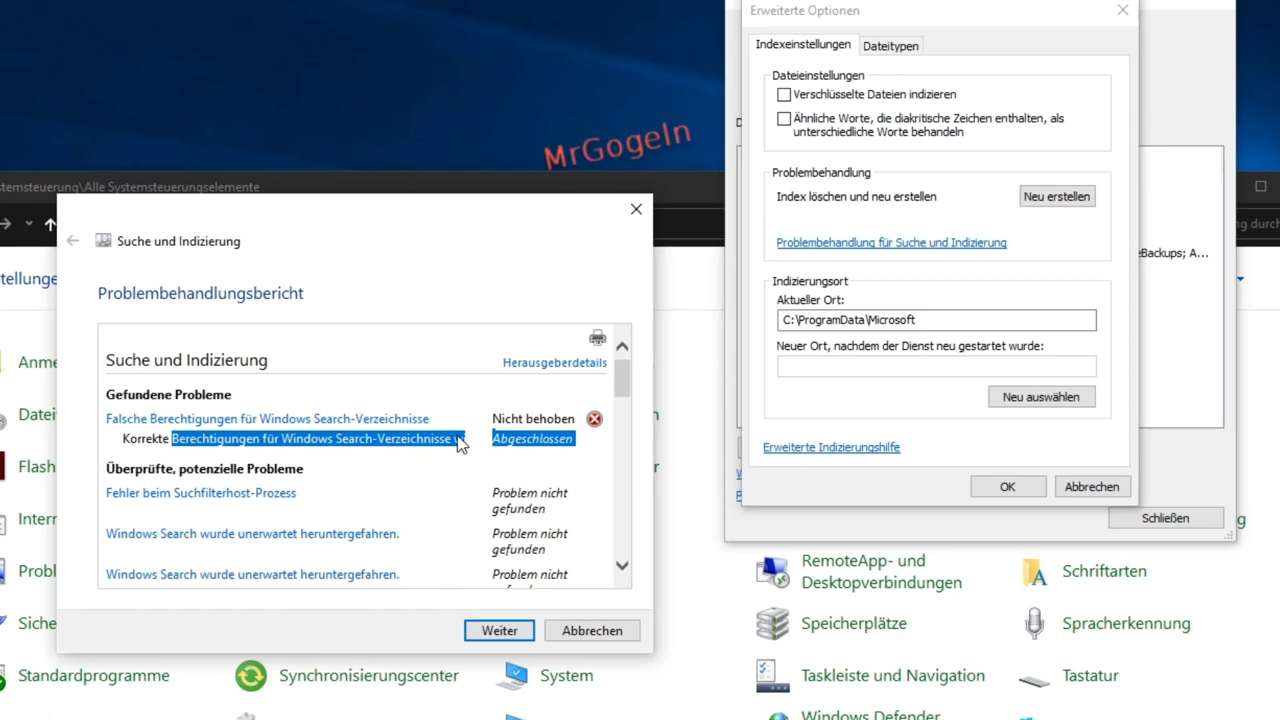 MrGogeln
stemsteuerung\Alle Systemsteuerungselemente
stellungen
Anme
Datei
Flash
Intern
Probl
Siche
Standardprogramme
Synchronisierungscenter
System
Suche und Indizierung
Problembehandlungsbericht
Suche und Indizierung
Herausgeberdetails
Gefundene Probleme
Falsche Berechtigungen für Windows Search-Verzeichnisse
Nicht behoben
Korrekte Berechtigungen für Windows Search-Verzeichnisse
Abgeschlossen
Überprüfte, potenzielle Probleme
Fehler beim Suchfilterhost-Prozess
Problem nicht
gefunden
Windows Search wurde unerwartet heruntergefahren.
Problem nicht
gefunden
Windows Search wurde unerwartet heruntergefahren.
Problem nicht
Weiter
Abbrechen
Erweiterte Optionen
Indexeinstellungen
Dateitypen
Dateieinstellungen
Verschlüsselte Dateien indizieren
Ähnliche Worte, die diakritische Zeichen enthalten, als
unterschiedliche Worte behandeln
Problembehandlung
Index löschen und neu erstellen
Neu erstellen
Problembehandlung für Suche und Indizierung
Indizierungsort
Aktueller Ort:
C:\ProgramData\Microsoft
Neuer Ort, nachdem der Dienst neu gestartet wurde:
Neu auswählen
Erweiterte Indizierungshilfe
OK
Abbrechen
eBackups; A...
ng durch
Schließen
RemoteApp- und
Desktopverbindungen
Schriftarten
Speicherplätze
Spracherkennung
Taskleiste und Navigation
Tastatur
Windows Defender